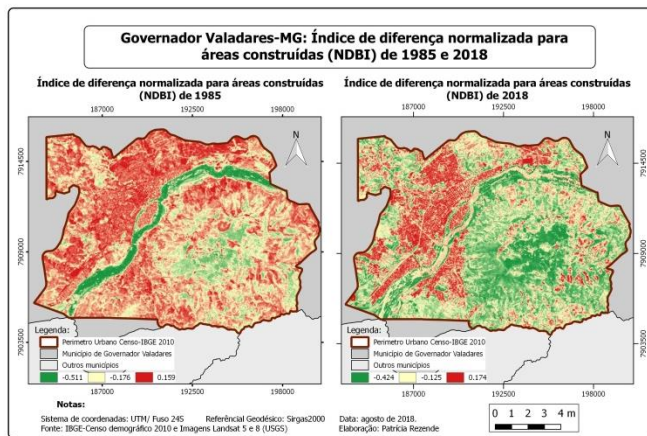 Governador Valadares-MG: Índice de diferença normalizada para
áreas construídas (NDBI) de 1985 e 2018
Índice de diferença normalizada para áreas construídas
(NDBI) de 1985
187000 192500 198000
7914500
7909000
7903500
N
Legenda:
Perimetro Urbano Censo-IBGE 2010
Município de Governador Valadares
Outros municípios
-0.511 -0.176 0.159
187000 192500 198000
Índice de diferença normalizada para áreas construídas
(NDBI) de 2018
187000 192500 198000
7914500
7909000
7903500
N
Legenda:
Perimetro Urbano Censo-IBGE 2010
Município de Governador Valadares
Outros municípios
-0.424 -0.125 0.174
187000 192500 198000
Notas:
Sistema de coordenadas: UTM/ Fuso 24S Referencial Geodésico: Sirgas2000 Data: agosto de 2018.
Fonte: IBGE-Censo demográfico 2010 e Imagens Landsat 5 e 8 (USGS) Elaboração: Patrícia Rezende
0 1 2 3 4 m